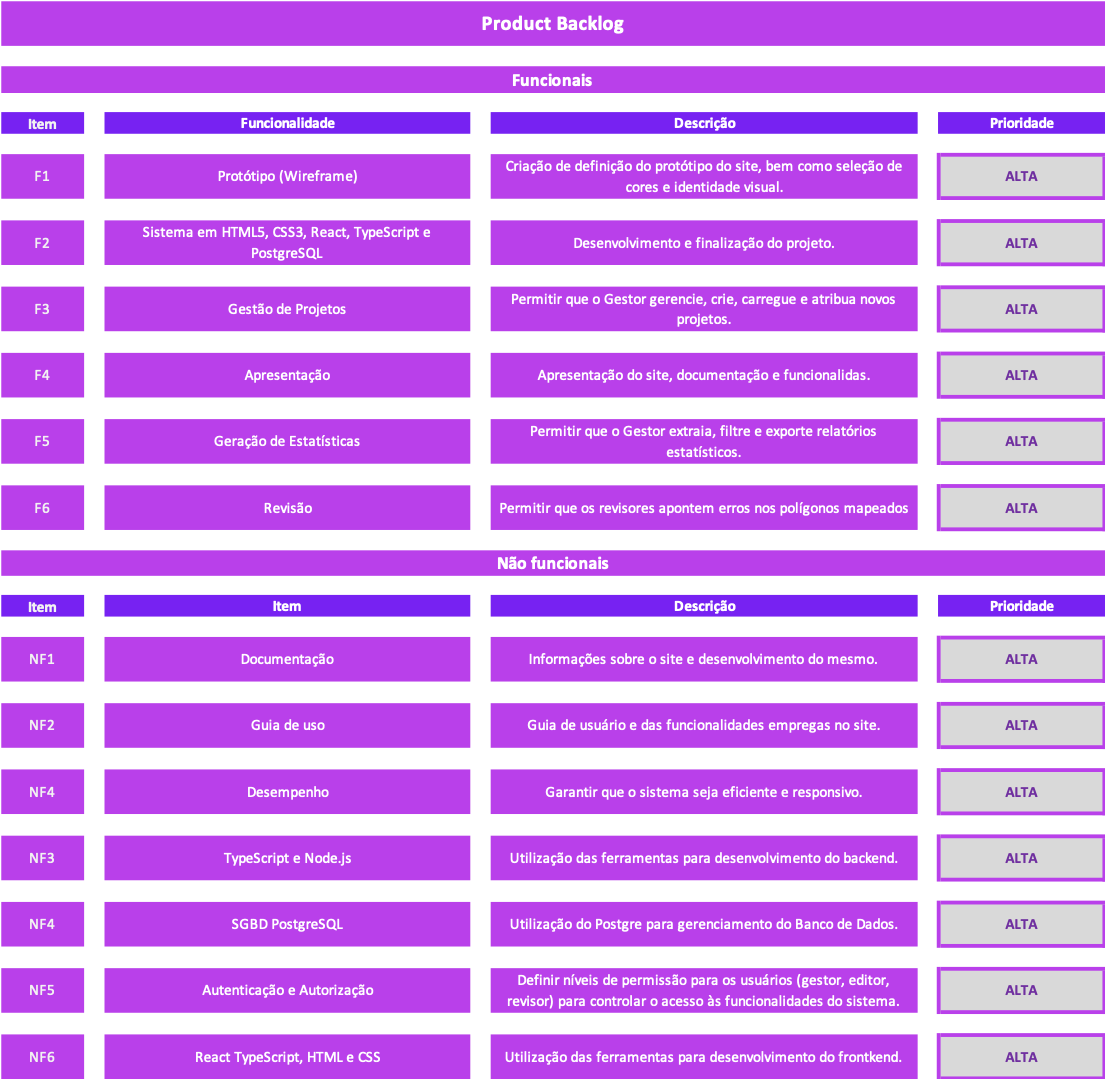 Product Backlog
Funcionais
Item Funcionalidade Descrição Prioridade
F1 Protótipo (Wireframe) Criação de definição do protótipo do site, bem como seleção de
cores e identidade visual. ALTA
F2 Sistema em HTML5, CSS3, React, TypeScript e
PostgreSQL Desenvolvimento e finalização do projeto. ALTA
F3 Gestão de Projetos Permitir que o Gestor gerencie, crie, carregue e atribua novos
projetos. ALTA
F4 Apresentação Apresentação do site, documentação e funcionalidas. ALTA
F5 Geração de Estatísticas Permitir que o Gestor extraia, filtre e exporte relatórios
estatísticos. ALTA
F6 Revisão Permitir que os revisores apontem erros nos polígonos mapeados ALTA
Não funcionais
Item Item Descrição Prioridade
NF1 Documentação Informações sobre o site e desenvolvimento do mesmo. ALTA
NF2 Guia de uso Guia de usuário e das funcionalidades empregas no site. ALTA
NF4 Desempenho Garantir que o sistema seja eficiente e responsivo. ALTA
NF3 TypeScript e Node.js Utilização das ferramentas para desenvolvimento do backend. ALTA
NF4 SGBD PostgreSQL Utilização do Postgre para gerenciamento do Banco de Dados. ALTA
NF5 Autenticação e Autorização Definir níveis de permissão para os usuários (gestor, editor,
revisor) para controlar o acesso às funcionalidades do sistema. ALTA
NF6 React TypeScript, HTML e CSS Utilização das ferramentas para desenvolvimento do frontkend. ALTA